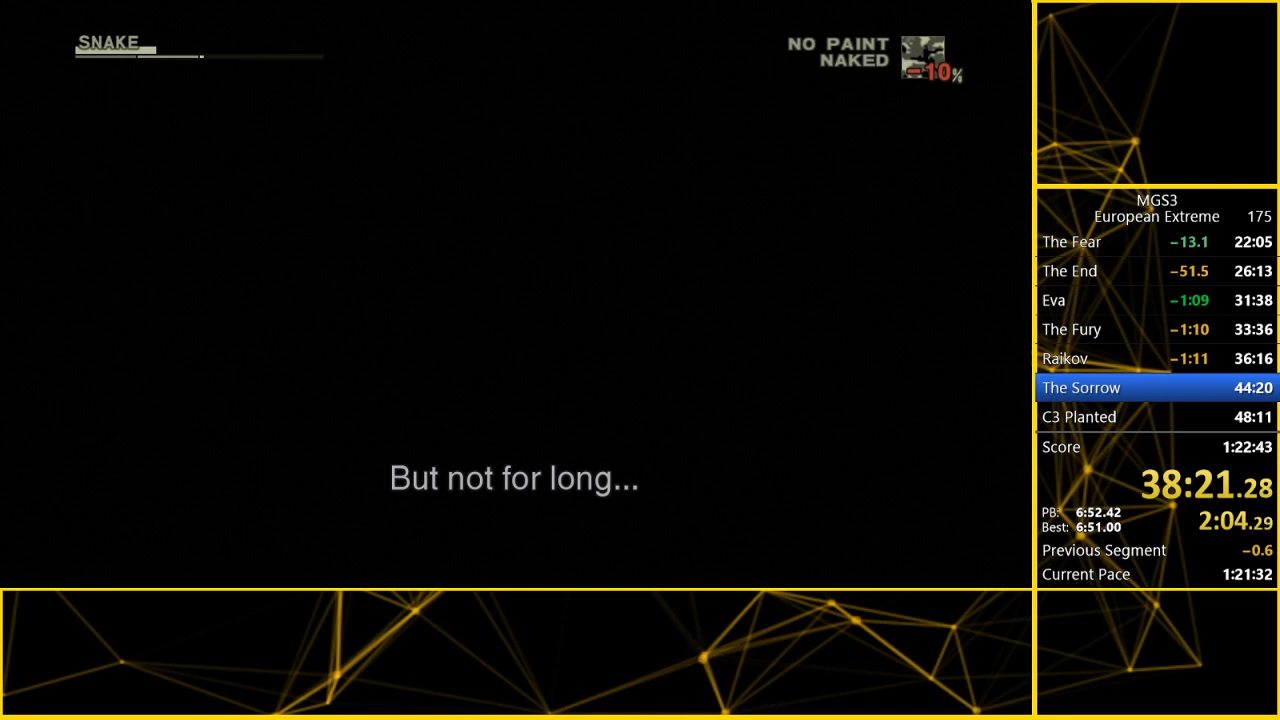 SNAKE
NO PAINT
NAKED
-10%
But not for long...
MGS3
European Extreme 175
The Fear −13.1 22:05
The End −51.5 26:13
Eva −1:09 31:38
The Fury −1:10 33:36
Raikov −1:11 36:16
The Sorrow 44:20
C3 Planted 48:11
Score 1:22:43
38:21.28
PB: 6:52.42
Best: 6:51.00
2:04.29
Previous Segment −0.6
Current Pace 1:21:32